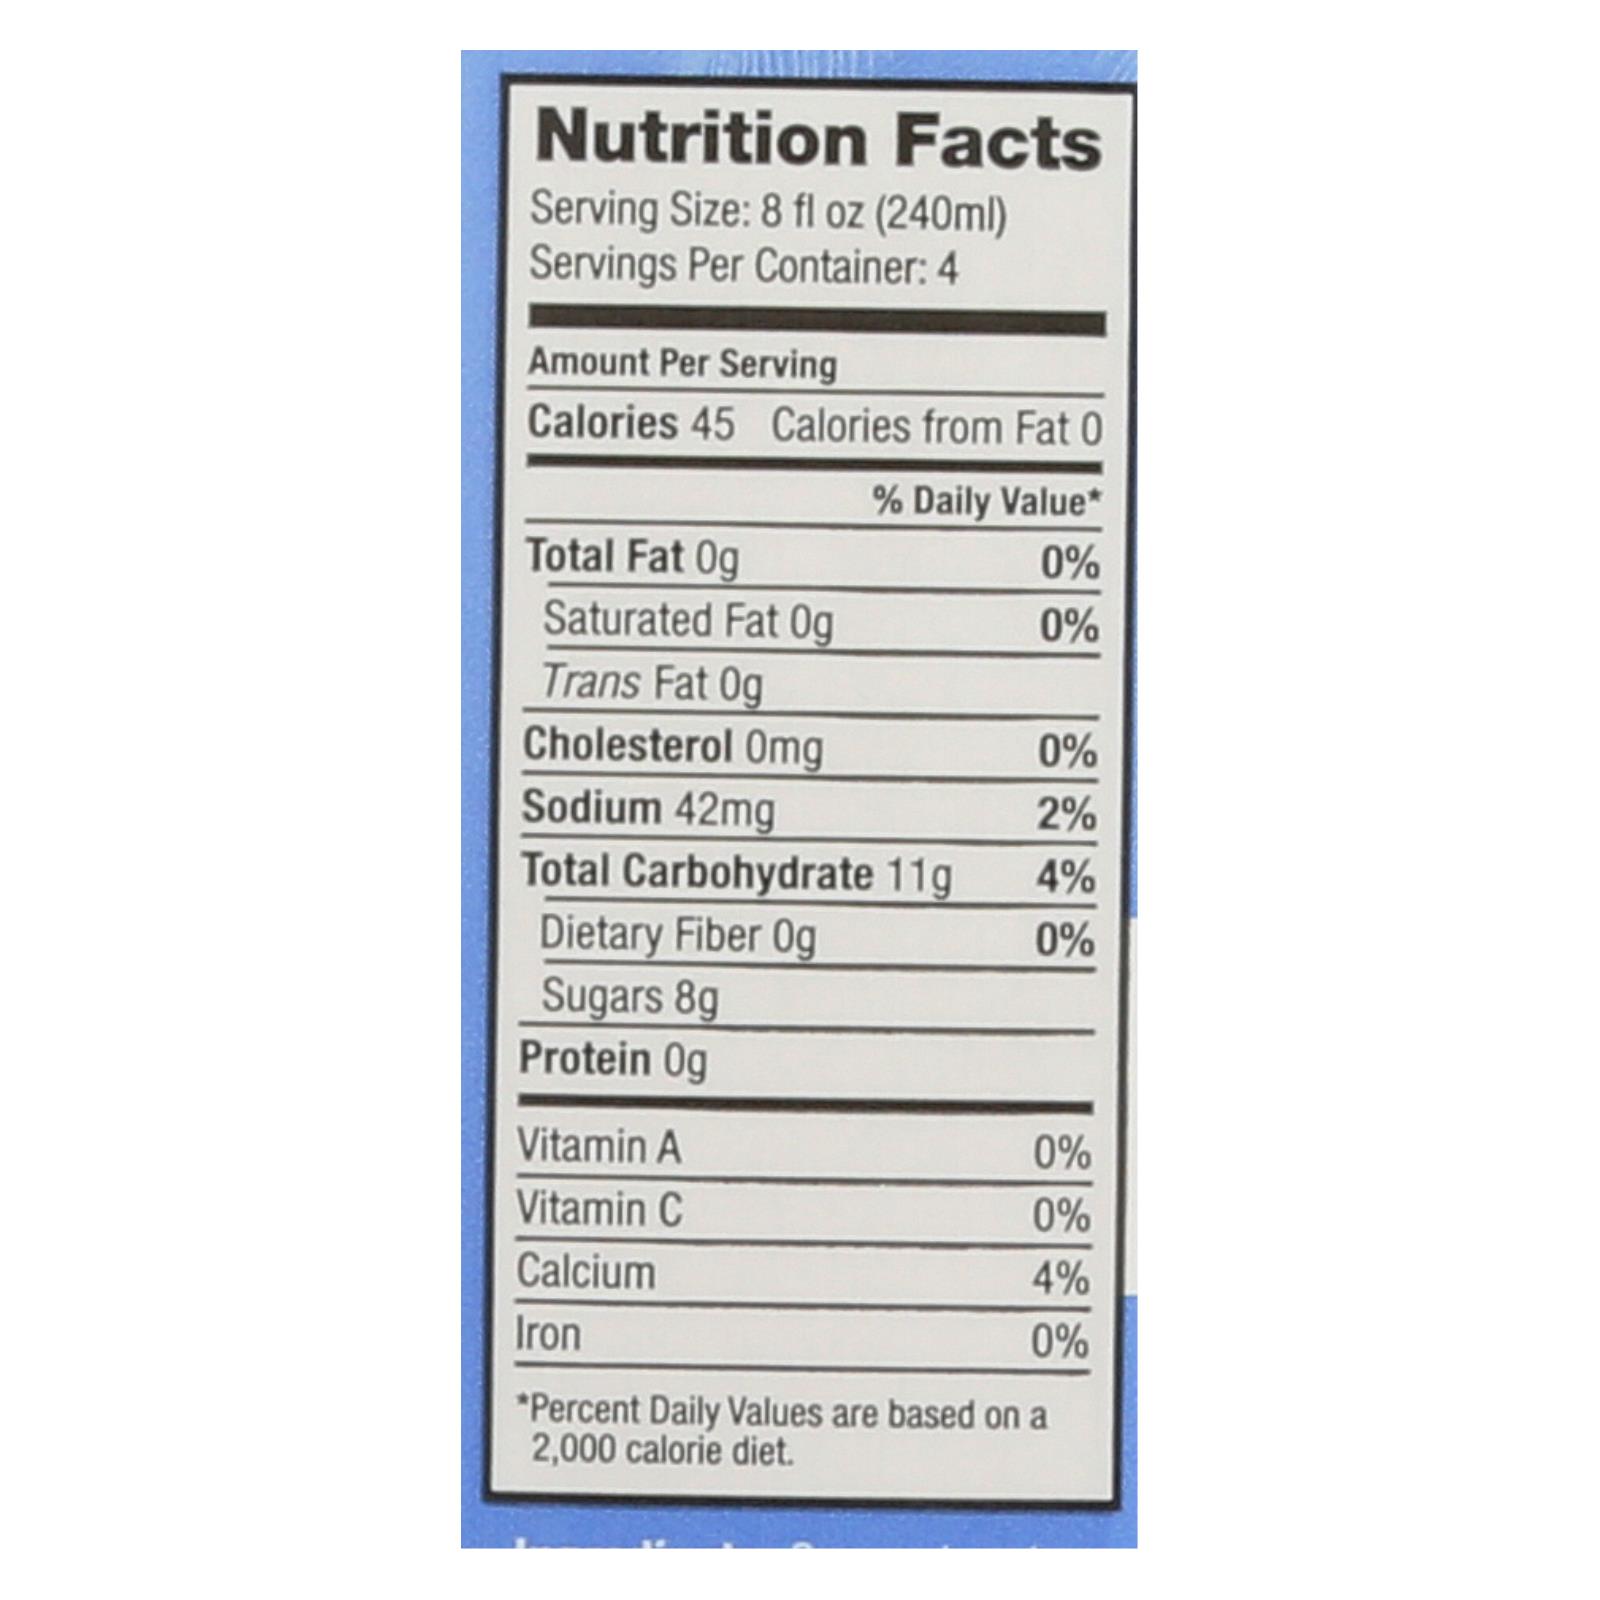 Nutrition Facts
Serving Size: 8 fl oz (240ml)
Servings Per Container: 4
Amount Per Serving
Calories 45 Calories from Fat 0
% Daily Value*
Total Fat 0g 0%
Saturated Fat 0g 0%
Trans Fat 0g
Cholesterol 0mg 0%
Sodium 42mg 2%
Total Carbohydrate 11g 4%
Dietary Fiber 0g 0%
Sugars 8g
Protein 0g
Vitamin A 0%
Vitamin C 0%
Calcium 4%
Iron 0%
*Percent Daily Values are based on a
2,000 calorie diet.